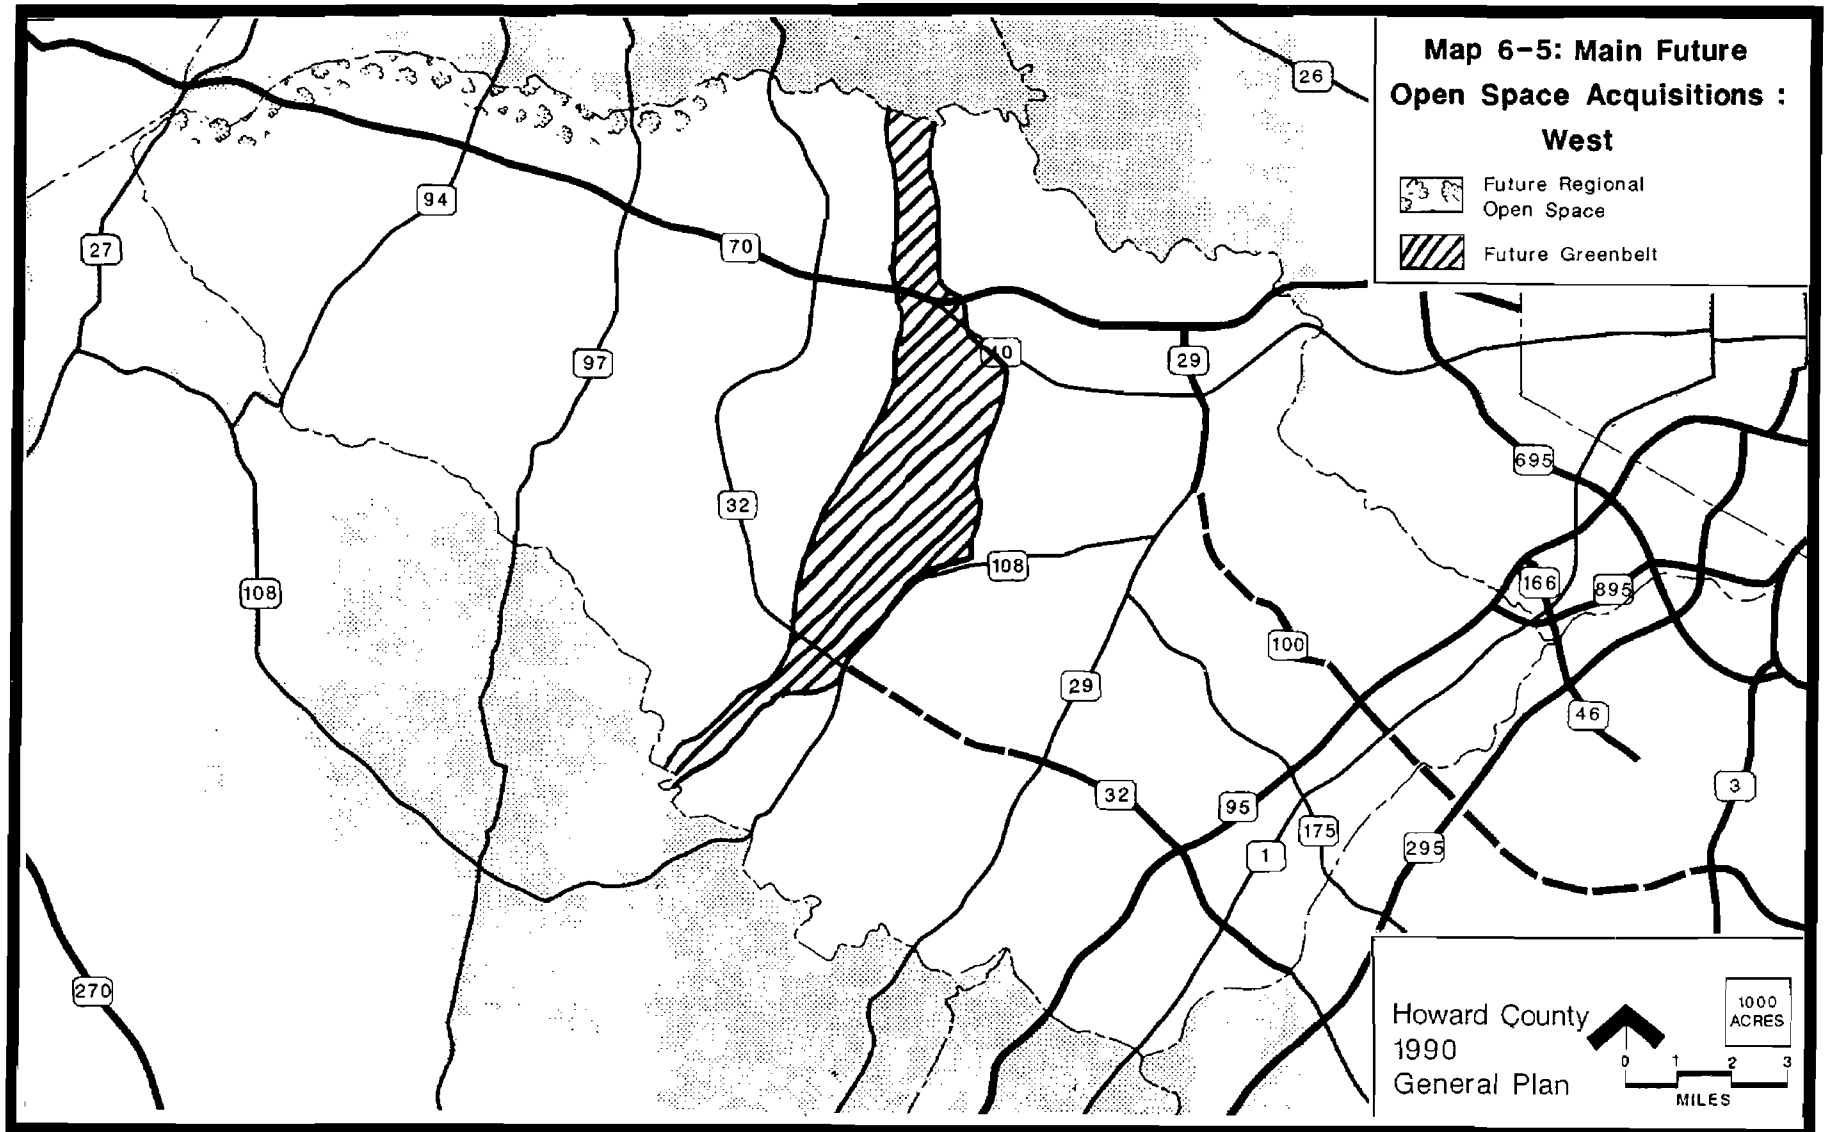 Map 6-5: Main Future
Open Space Acquisitions :
West
Future Regional
Open Space
Future Greenbelt
26
94
27
70
97
40
29
32
695
108
108
166
895
100
29
46
32
95
3
175
1
295
270
Howard County
1990
General Plan
1000
ACRES
0 1 2 3
MILES